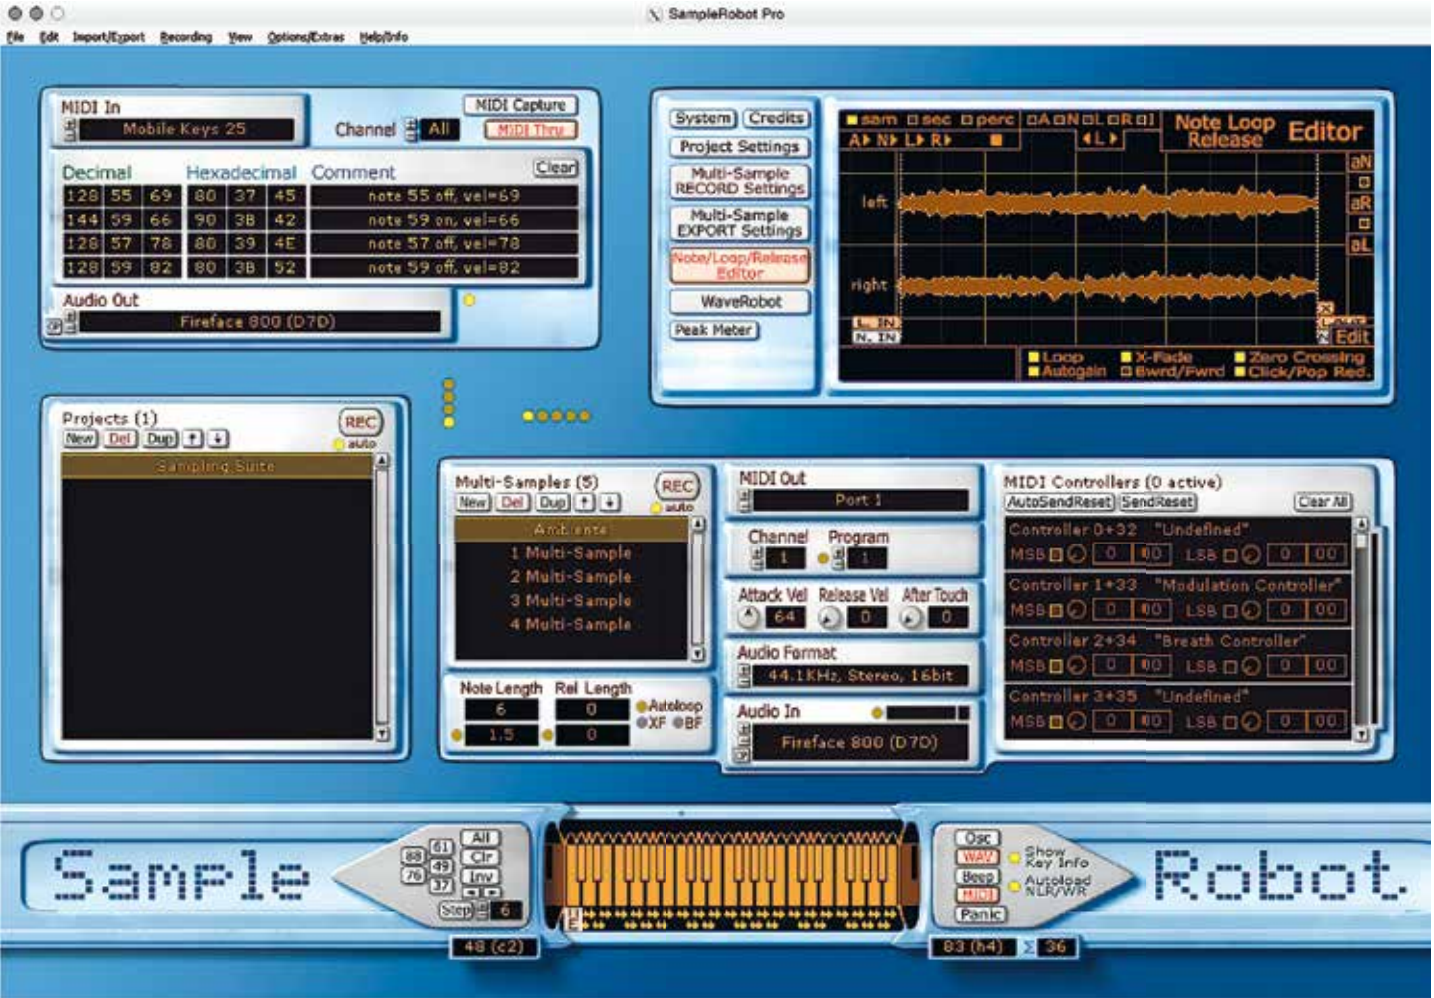 SampleRobot Pro
File Edit Import/Export Recording View Options/Extras Help/Info
MIDI In
Mobile Keys 25
Channel All
MIDI Capture
MIDI Thru
Decimal Hexadecimal Comment Clear
128 55 69 80 37 45 note 55 off, vel=69
144 59 66 90 3B 42 note 59 on, vel=66
128 57 78 80 39 4E note 57 off, vel=78
128 59 82 80 3B 52 note 59 off, vel=82
Audio Out
Fireface 800 (D7D)
System Credits
Project Settings
Multi-Sample
RECORD Settings
Multi-Sample
EXPORT Settings
Note/Loop/Release
Editor
WaveRobot
Peak Meter
sam sec perc A N L R I
A N L R L
Note Loop
Release Editor
aN
aR
aL
left
right
L. IN
N. IN
X
Edit
Loop X-Fade Zero Crossing
Autogain Bwrd/Fwrd Click/Pop Red.
Projects (1)
New Del Dup
REC
auto
Sampling Suite
Multi-Samples (5)
New Del Dup
REC
auto
Ambiente
1 Multi-Sample
2 Multi-Sample
3 Multi-Sample
4 Multi-Sample
Note Length Rel Length
6 0
1.5 0
Autoloop
XF BF
MIDI Out
Port 1
Channel Program
1 1
Attack Vel Release Vel After Touch
64 0 0
Audio Format
44.1KHz, Stereo, 16bit
Audio In
Fireface 800 (D7D)
MIDI Controllers (0 active)
AutoSendReset SendReset Clear All
Controller 0+32 "Undefined"
MSB 0 00 LSB 0 00
Controller 1+33 "Modulation Controller"
MSB 0 00 LSB 0 00
Controller 2+34 "Breath Controller"
MSB 0 00 LSB 0 00
Controller 3+35 "Undefined"
MSB 0 00 LSB 0 00
Sample
88 61
76 49
37
All
Clr
Inv
Step 6
48 (c2)
Osc
WAV
Beep
MIDI
Panic
Show
Key Info
Autoload
NLR/WR
83 (h4) Σ 36
Robot